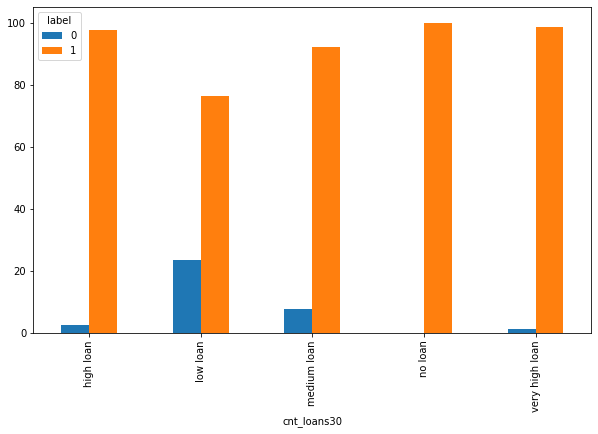 label
0
1
100
80
60
40
20
0
high loan
low loan
medium loan
no loan
very high loan
cnt_loans30